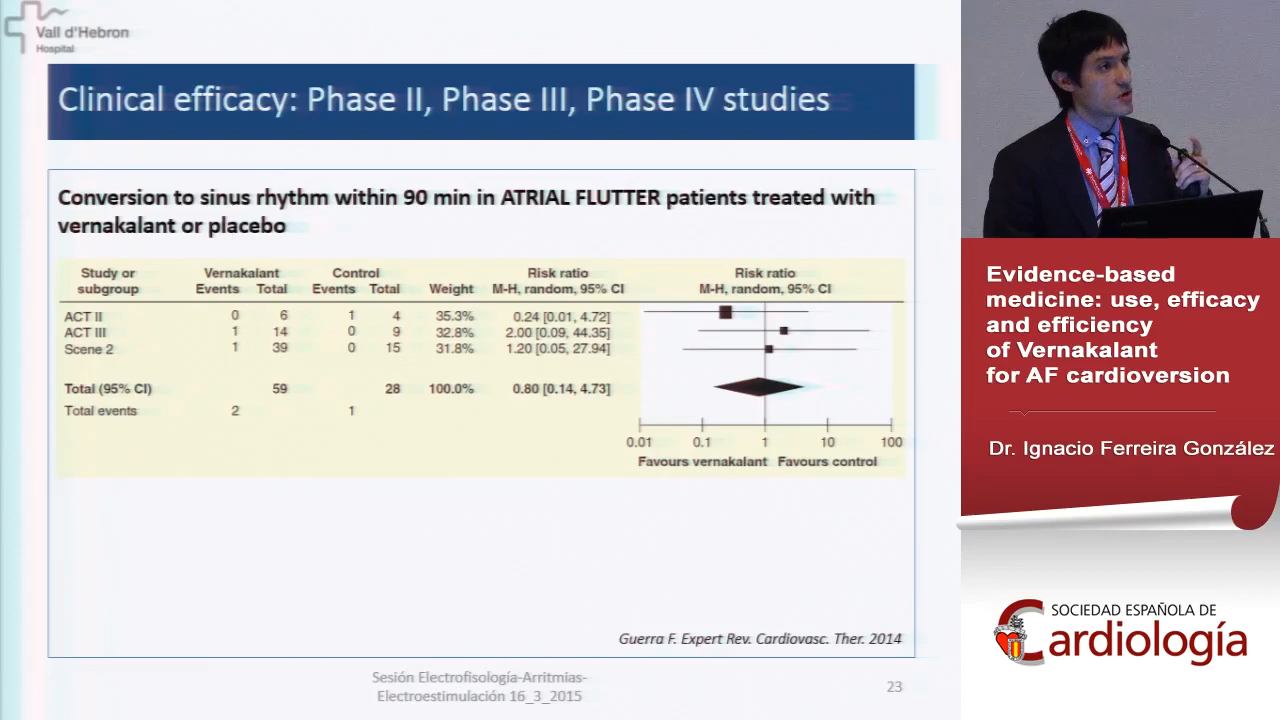 Vall d'Hebron
Hospital
Clinical efficacy: Phase II, Phase III, Phase IV studies
Conversion to sinus rhythm within 90 min in ATRIAL FLUTTER patients treated with
vernakalant or placebo
Study or Vernakalant Control Risk ratio Risk ratio
subgroup Events Total Events Total Weight M-H, random, 95% CI M-H, random, 95% CI
ACT II 0 6 1 4 35.3% 0.24 [0.01, 4.72]
ACT III 1 14 0 9 32.8% 2.00 [0.09, 44.35]
Scene 2 1 39 0 15 31.8% 1.20 [0.05, 27.94]
Total (95% CI) 59 28 100.0% 0.80 [0.14, 4.73]
Total events 2 1
0.01 0.1 1 10 100
Favours vernakalant Favours control
Guerra F. Expert Rev. Cardiovasc. Ther. 2014
Sesión Electrofisología-Arritmias-
Electroestimulación 16_3_2015
23
Evidence-based
medicine: use, efficacy
and efficiency
of Vernakalant
for AF cardioversion
Dr. Ignacio Ferreira González
SOCIEDAD ESPAÑOLA DE
Cardiología